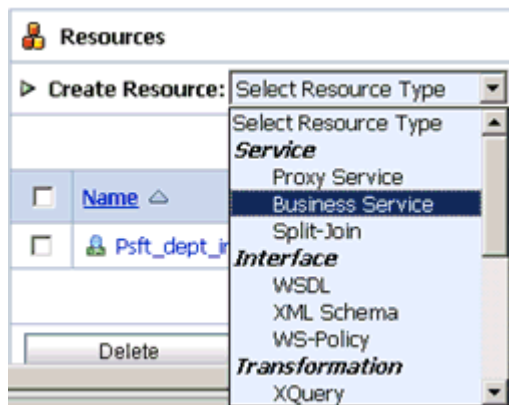 Resources
Create Resource: Select Resource Type
Select Resource Type
Service
Proxy Service
Name
Business Service
Split-Join
Psft_dept_i
Interface
WSDL
XML Schema
WS-Policy
Delete
Transformation
XQuery